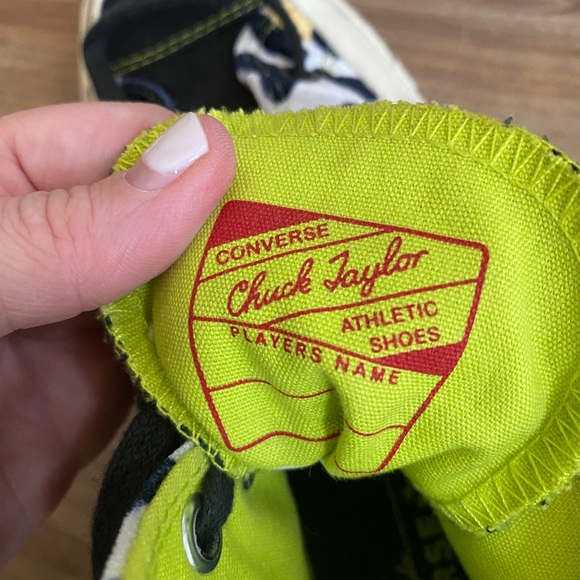 CONVERSE
Chuck Taylor
ATHLETIC
SHOES
PLAYERS NAME